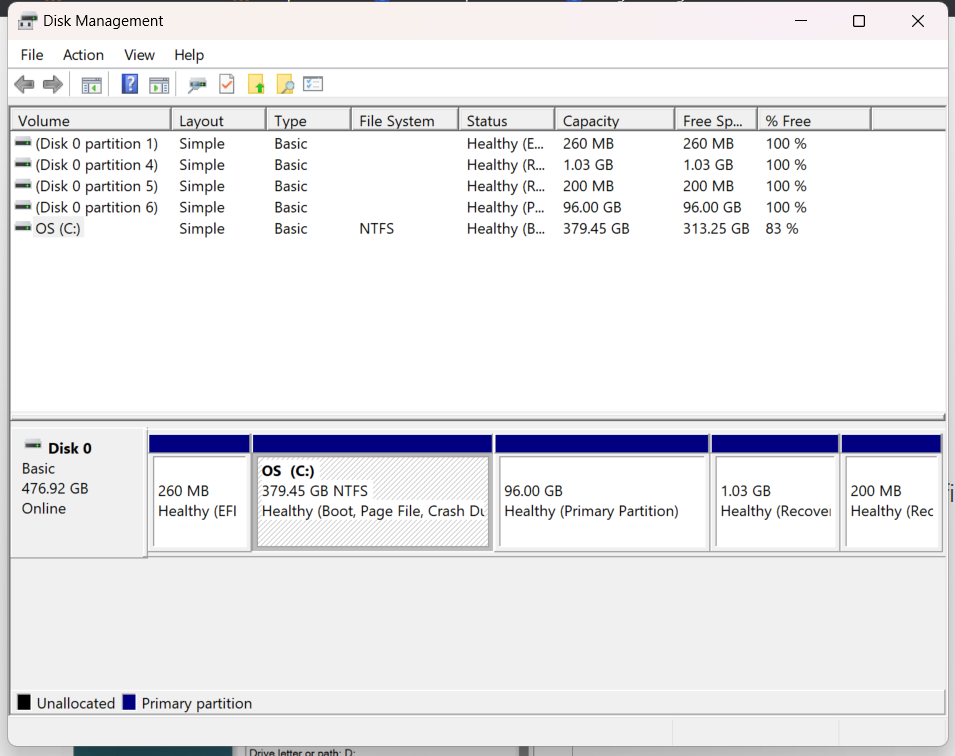 Disk Management
File Action View Help
Volume Layout Type File System Status Capacity Free Sp... % Free
(Disk 0 partition 1) Simple Basic Healthy (E... 260 MB 260 MB 100 %
(Disk 0 partition 4) Simple Basic Healthy (R... 1.03 GB 1.03 GB 100 %
(Disk 0 partition 5) Simple Basic Healthy (R... 200 MB 200 MB 100 %
(Disk 0 partition 6) Simple Basic Healthy (P... 96.00 GB 96.00 GB 100 %
OS (C:) Simple Basic NTFS Healthy (B... 379.45 GB 313.25 GB 83 %
Disk 0
Basic
476.92 GB
Online
260 MB
Healthy (EFI
OS (C:)
379.45 GB NTFS
Healthy (Boot, Page File, Crash Du
96.00 GB
Healthy (Primary Partition)
1.03 GB
Healthy (Recover
200 MB
Healthy (Rec
Unallocated Primary partition
Drive letter or path: D: